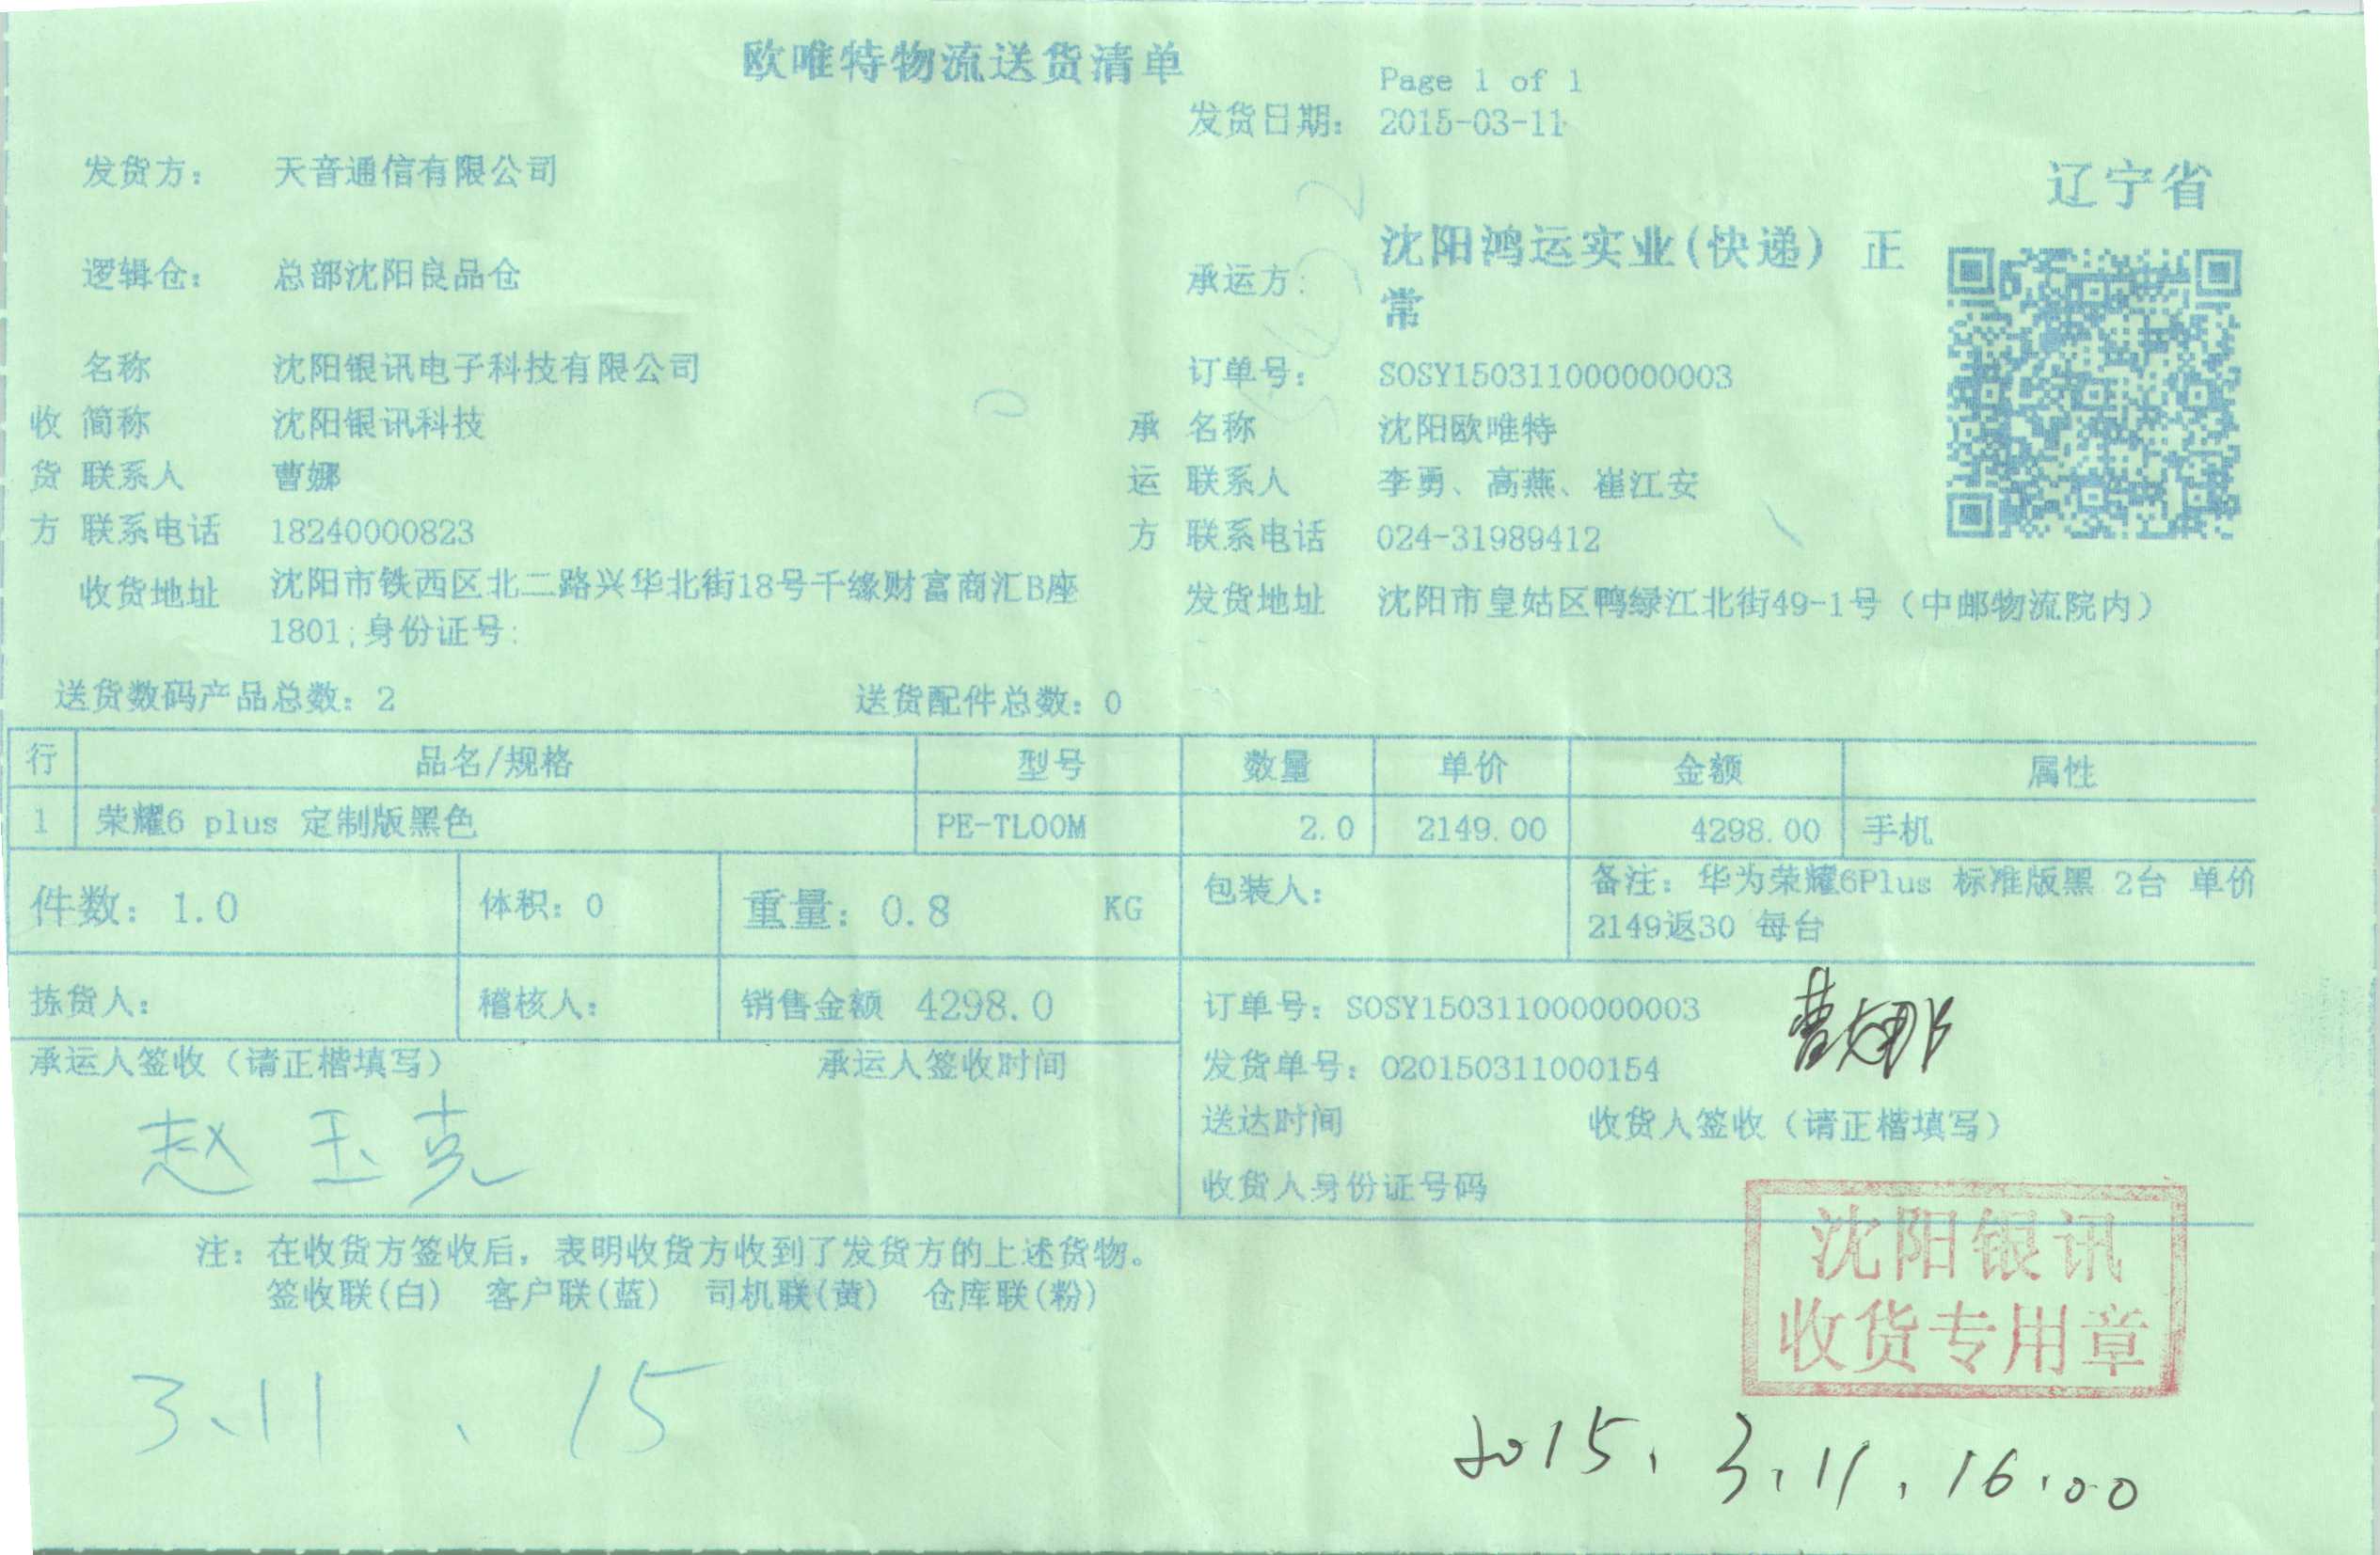 欧唯特物流送货清单
Page 1 of 1
发货日期: 2015-03-11
发货方: 天音通信有限公司
辽宁省
逻辑仓: 总部沈阳良品仓
承运方: 沈阳鸿运实业(快递) 正
常
名称 沈阳银讯电子科技有限公司
订单号: SOSY150311000000003
收 简称 沈阳银讯科技
承 名称 沈阳欧唯特
货 联系人 曹娜
运 联系人 李勇、高燕、崔江安
方 联系电话 18240000823
方 联系电话 024-31989412
收货地址 沈阳市铁西区北二路兴华北街18号千缘财富商汇B座
1801;身份证号:
发货地址 沈阳市皇姑区鸭绿江北街49-1号（中邮物流院内）
送货数码产品总数: 2 送货配件总数: 0
行 品名/规格 型号 数量 单价 金额 属性
1 荣耀6 plus 定制版黑色 PE-TL00M 2.0 2149.00 4298.00 手机
件数: 1.0 体积: 0 重量: 0.8 KG 包装人:
备注: 华为荣耀6Plus 标准版黑 2台 单价
2149返30 每台
拣货人: 稽核人: 销售金额 4298.0
订单号: SOSY150311000000003
曹娜
承运人签收（请正楷填写） 承运人签收时间
发货单号: O20150311000154
赵玉克
送达时间 收货人签收（请正楷填写）
收货人身份证号码
沈阳银讯
收货专用章
注: 在收货方签收后，表明收货方收到了发货方的上述货物。
签收联(白) 客户联(蓝) 司机联(黄) 仓库联(粉)
3、11 、 15
2015、3、11、16:00